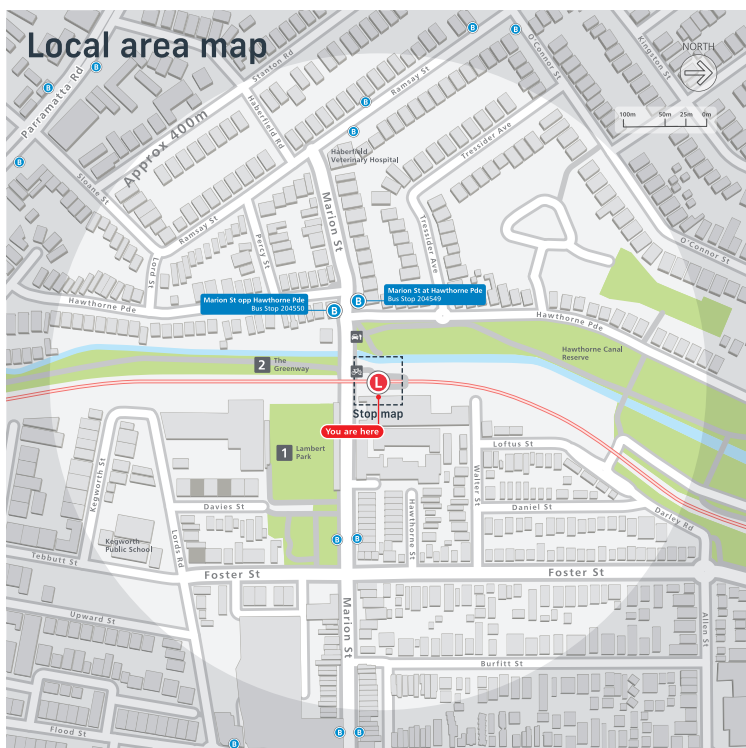 Local area map
NORTH
100m 50m 25m 0m
Approx 400m
Parramatta Rd
Stanton Rd
Haberfield Rd
Ramsay St
O'Connor St
Kingston St
Haberfield
Veterinary Hospital
Tressider Ave
Marion St
Sloane St
Ramsay St
Percy St
Lord St
Tressider Ave
O'Connor St
Hawthorne Pde
Marion St opp Hawthorne Pde
Bus Stop 204550
Marion St at Hawthorne Pde
Bus Stop 204549
B
B
B
B
B
B
B
B
B
Hawthorne Pde
Hawthorne Canal
Reserve
2
The
Greenway
L
Stop map
You are here
1
Lambert
Park
Kegworth St
Loftus St
Walter St
Davies St
Hawthorne St
Daniel St
Darley Rd
Kegworth
Public School
Lords Rd
B
B
Tebbutt St
Foster St
Foster St
Upward St
Marion St
Allen St
Burfitt St
Flood St
B
B
B